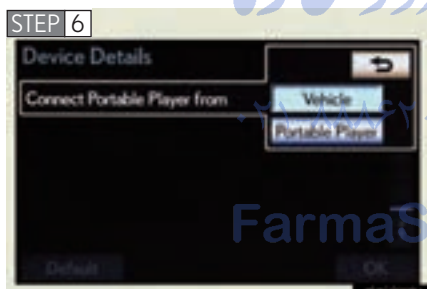 STEP 6
Device Details
Connect Portable Player from
Vehicle
Portable Player
FarmaS
Default
OK